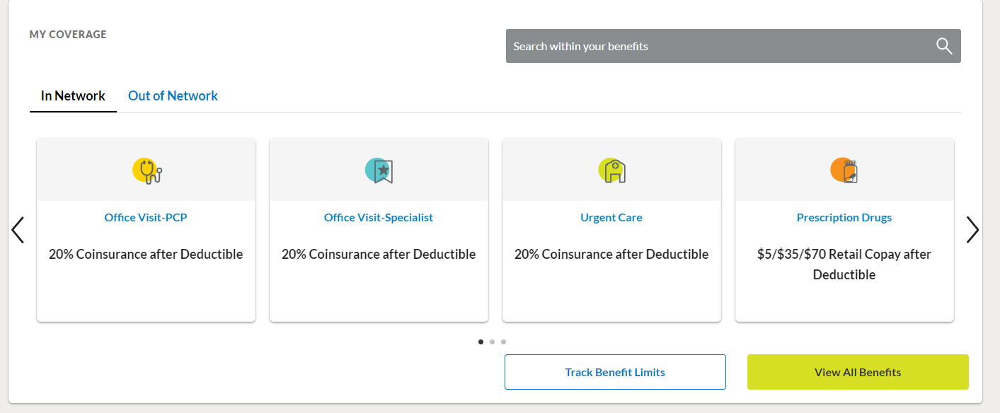 MY COVERAGE
Search within your benefits
In Network
Out of Network
Office Visit-PCP
20% Coinsurance after Deductible
Office Visit-Specialist
20% Coinsurance after Deductible
Urgent Care
20% Coinsurance after Deductible
Prescription Drugs
$5/$35/$70 Retail Copay after
Deductible
Track Benefit Limits
View All Benefits